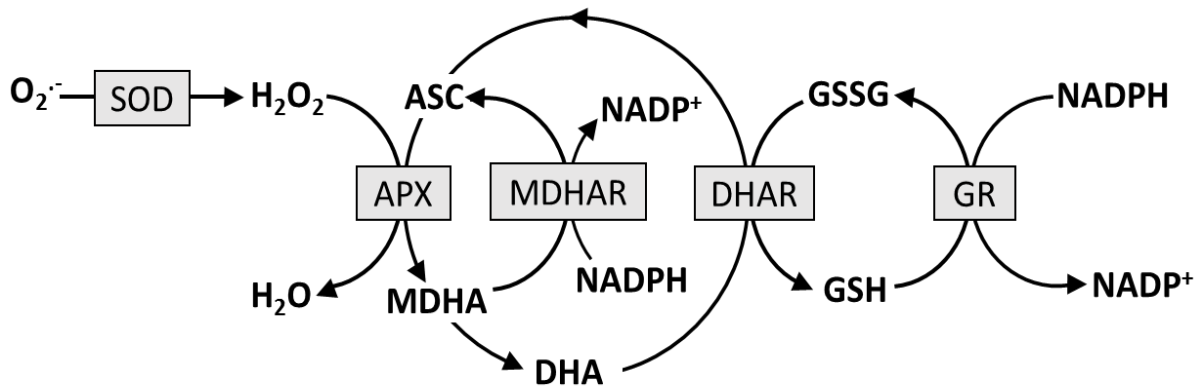 O₂·⁻ SOD H₂O₂ ASC NADP⁺ GSSG NADPH
APX MDHAR DHAR GR
H₂O MDHA NADPH GSH NADP⁺
DHA